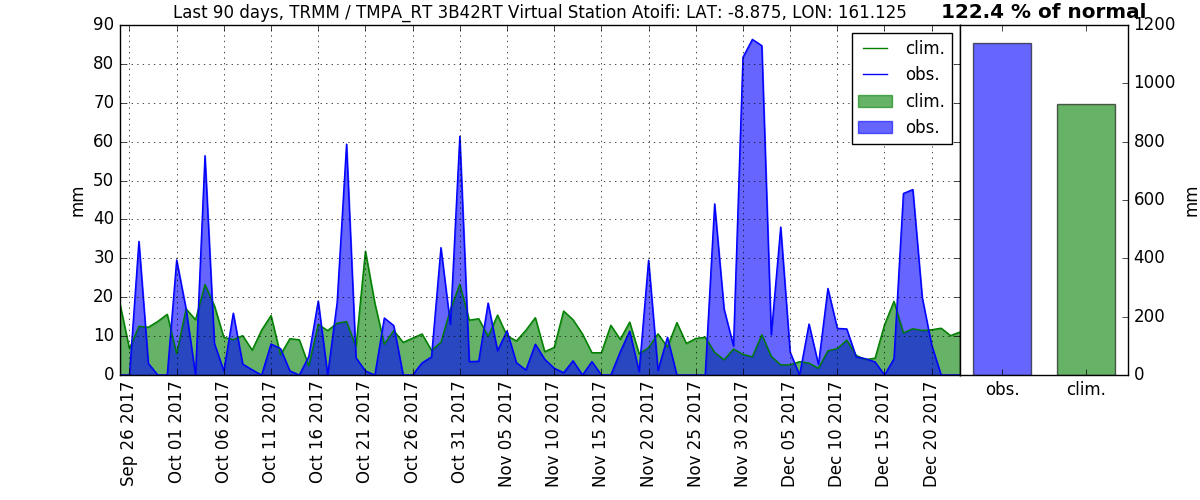 Last 90 days, TRMM / TMPA_RT 3B42RT Virtual Station Atoifi: LAT: -8.875, LON: 161.125
122.4 % of normal
90
80
70
60
50
40
30
20
10
0
mm
clim.
obs.
clim.
obs.
1200
1000
800
600
400
200
0
mm
Sep 26 2017
Oct 01 2017
Oct 06 2017
Oct 11 2017
Oct 16 2017
Oct 21 2017
Oct 26 2017
Oct 31 2017
Nov 05 2017
Nov 10 2017
Nov 15 2017
Nov 20 2017
Nov 25 2017
Nov 30 2017
Dec 05 2017
Dec 10 2017
Dec 15 2017
Dec 20 2017
obs.
clim.